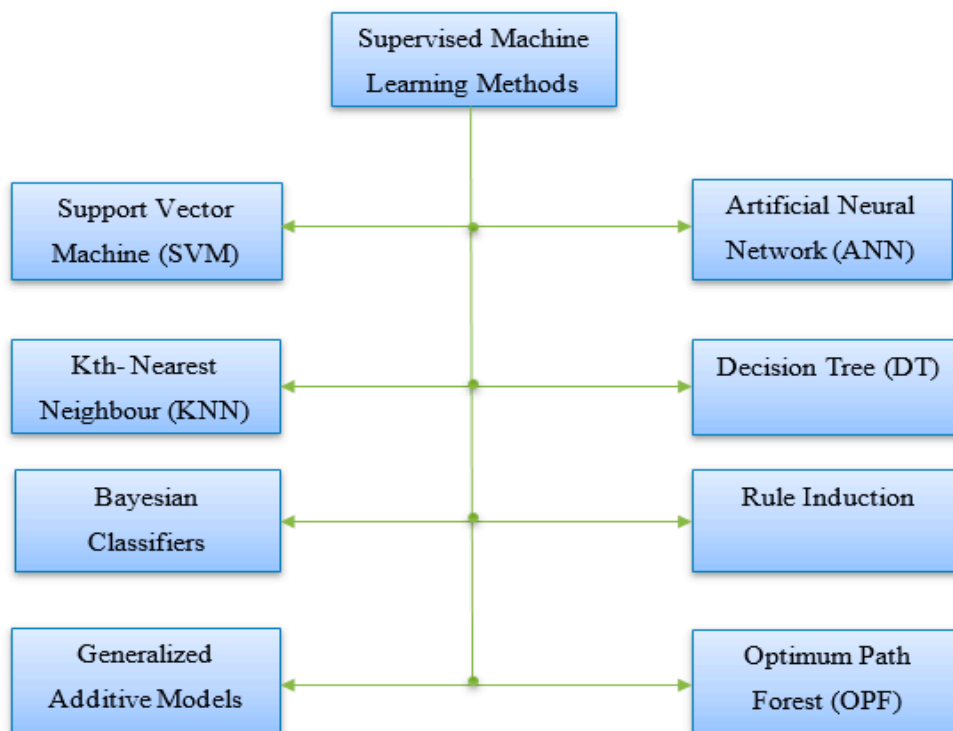 Supervised Machine
Learning Methods
Support Vector
Machine (SVM)
Artificial Neural
Network (ANN)
Kth- Nearest
Neighbour (KNN)
Decision Tree (DT)
Bayesian
Classifiers
Rule Induction
Generalized
Additive Models
Optimum Path
Forest (OPF)